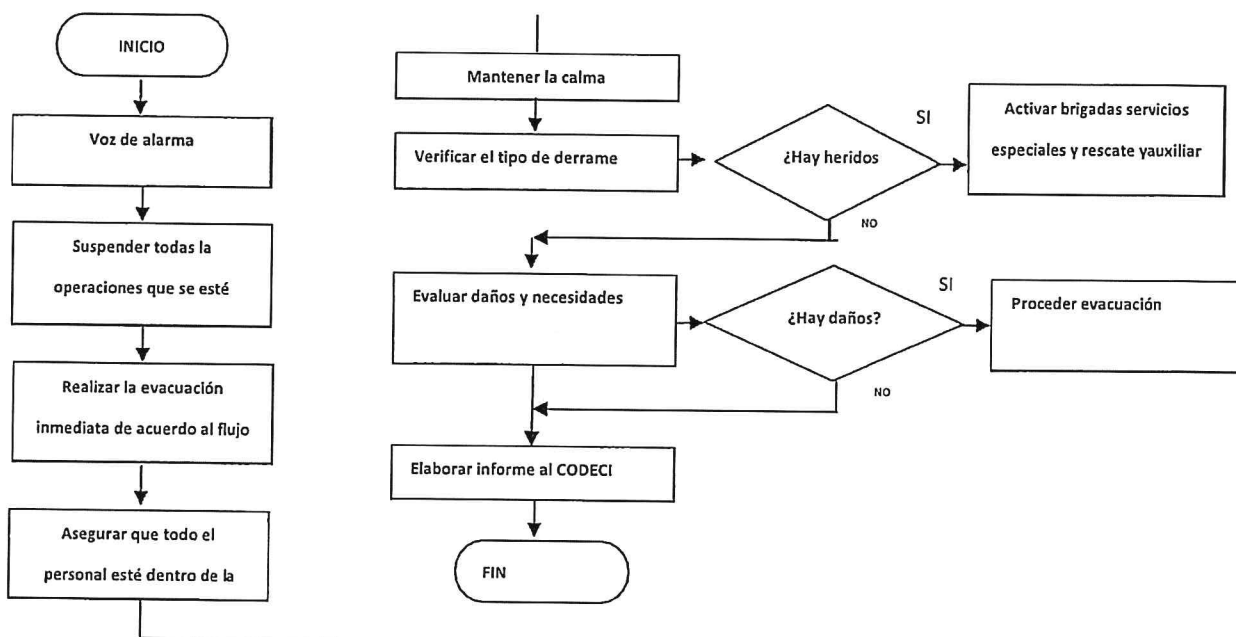 INICIO
Voz de alarma
Suspender todas la
operaciones que se esté
Realizar la evacuación
inmediata de acuerdo al flujo
Asegurar que todo el
personal esté dentro de la
Mantener la calma
Verificar el tipo de derrame
¿Hay heridos
SI
Activar brigadas servicios
especiales y rescate yauxiliar
NO
Evaluar daños y necesidades
¿Hay daños?
SI
Proceder evacuación
NO
Elaborar informe al CODECI
FIN